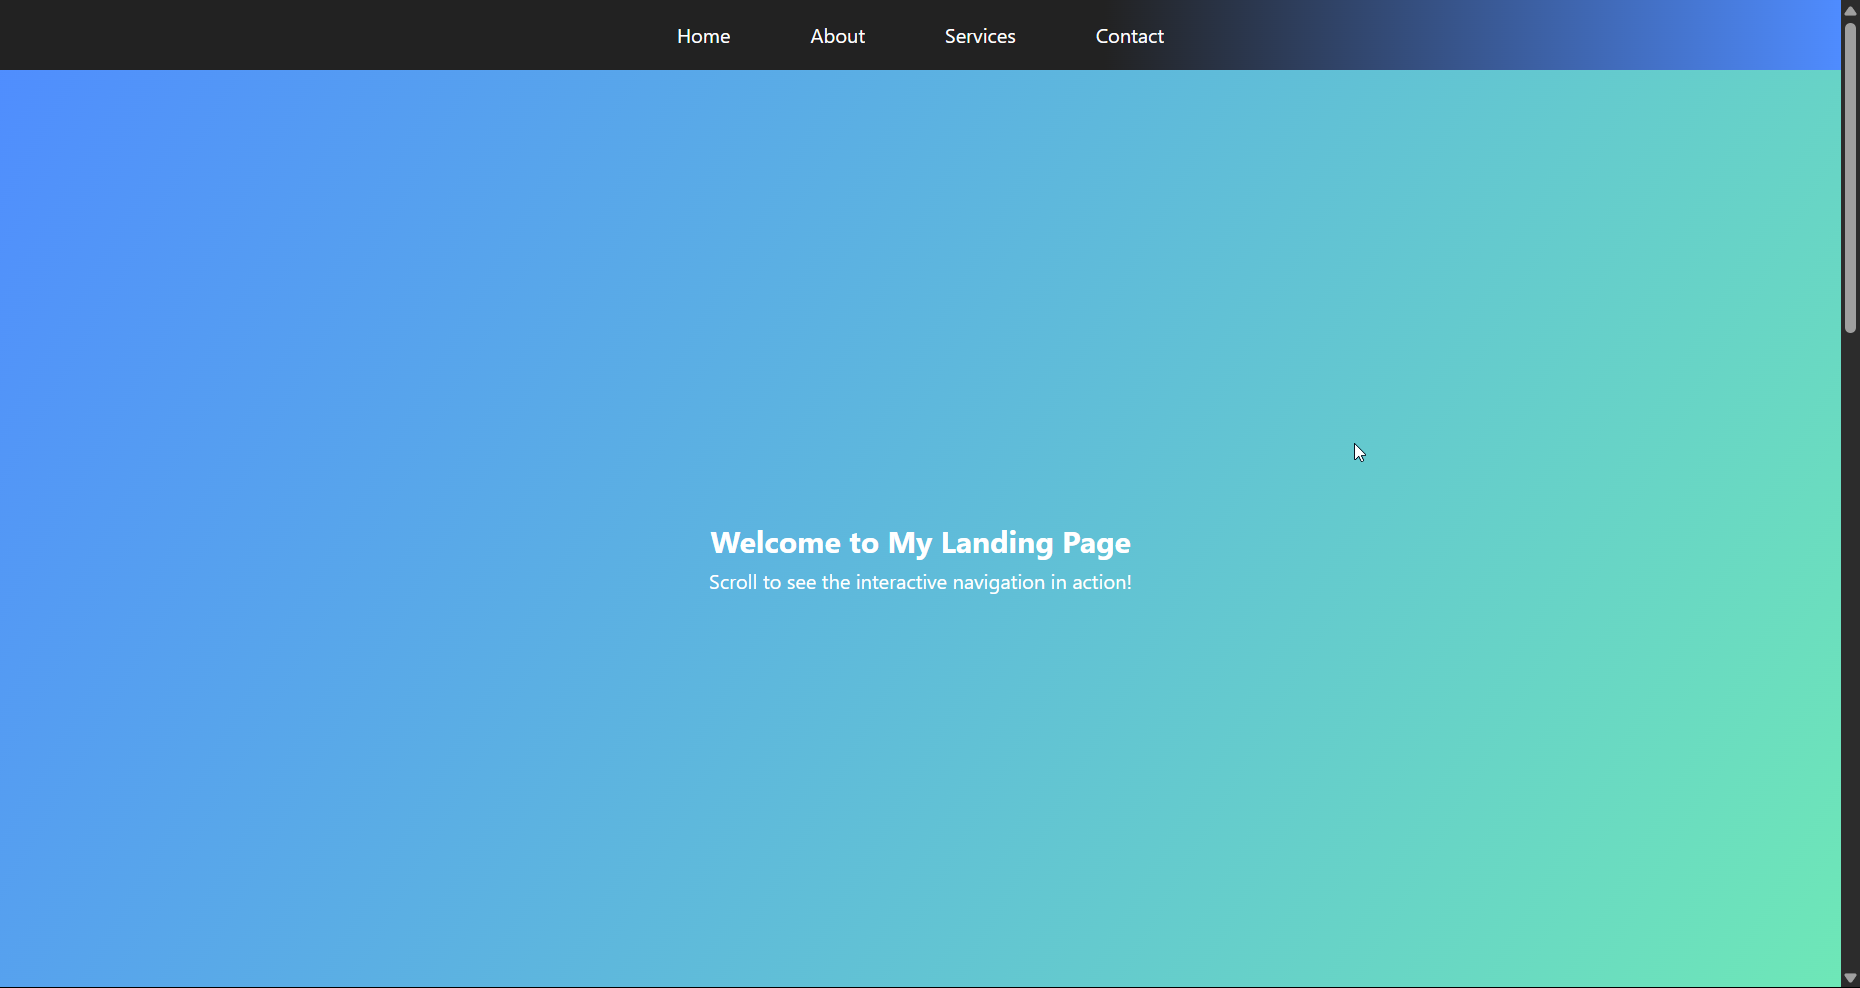 Home About Services Contact
Welcome to My Landing Page
Scroll to see the interactive navigation in action!